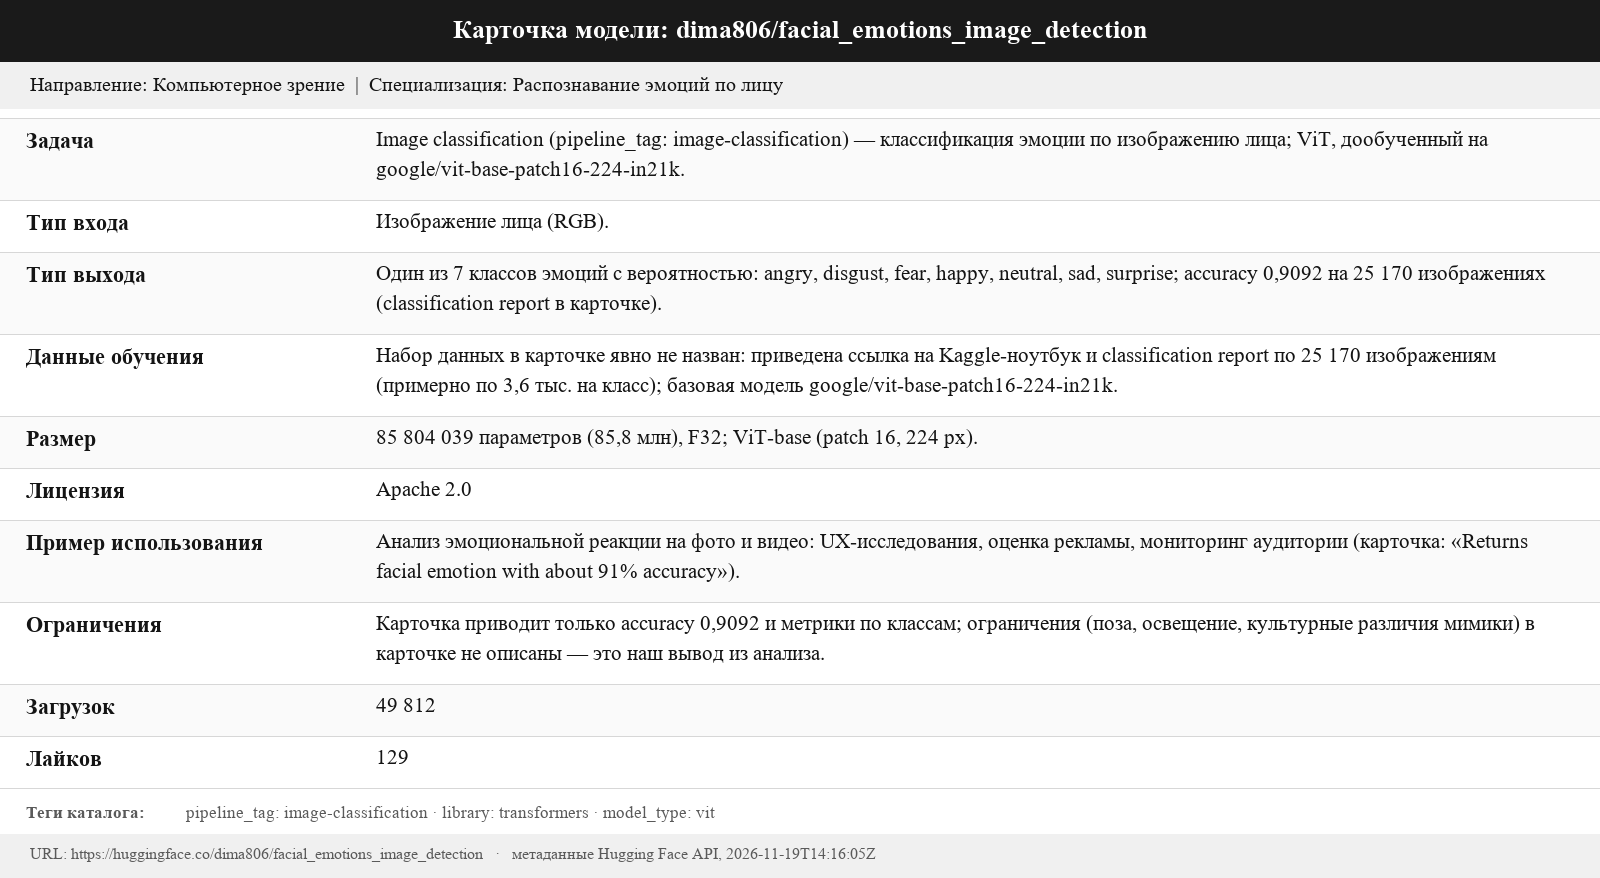 Карточка модели: dima806/facial_emotions_image_detection
Направление: Компьютерное зрение | Специализация: Распознавание эмоций по лицу
Задача
Image classification (pipeline_tag: image-classification) — классификация эмоции по изображению лица; ViT, дообученный на
google/vit-base-patch16-224-in21k.
Тип входа
Изображение лица (RGB).
Тип выхода
Один из 7 классов эмоций с вероятностью: angry, disgust, fear, happy, neutral, sad, surprise; accuracy 0,9092 на 25 170 изображениях
(classification report в карточке).
Данные обучения
Набор данных в карточке явно не назван: приведена ссылка на Kaggle-ноутбук и classification report по 25 170 изображениям
(примерно по 3,6 тыс. на класс); базовая модель google/vit-base-patch16-224-in21k.
Размер
85 804 039 параметров (85,8 млн), F32; ViT-base (patch 16, 224 px).
Лицензия
Apache 2.0
Пример использования
Анализ эмоциональной реакции на фото и видео: UX-исследования, оценка рекламы, мониторинг аудитории (карточка: «Returns
facial emotion with about 91% accuracy»).
Ограничения
Карточка приводит только accuracy 0,9092 и метрики по классам; ограничения (поза, освещение, культурные различия мимики) в
карточке не описаны — это наш вывод из анализа.
Загрузок
49 812
Лайков
129
Теги каталога: pipeline_tag: image-classification · library: transformers · model_type: vit
URL: https://huggingface.co/dima806/facial_emotions_image_detection · метаданные Hugging Face API, 2026-11-19T14:16:05Z